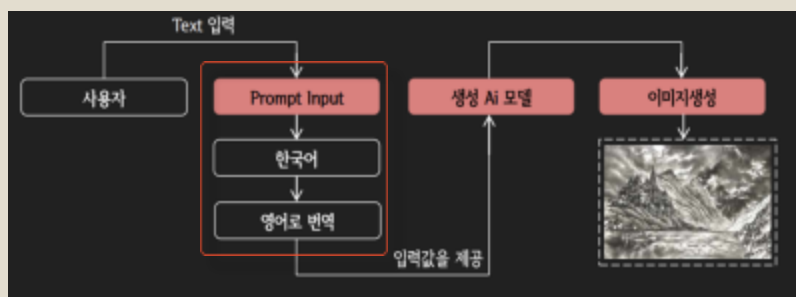 Text 입력
사용자
Prompt Input
한국어
영어로 번역
입력값을 제공
생성 Ai 모델
이미지생성